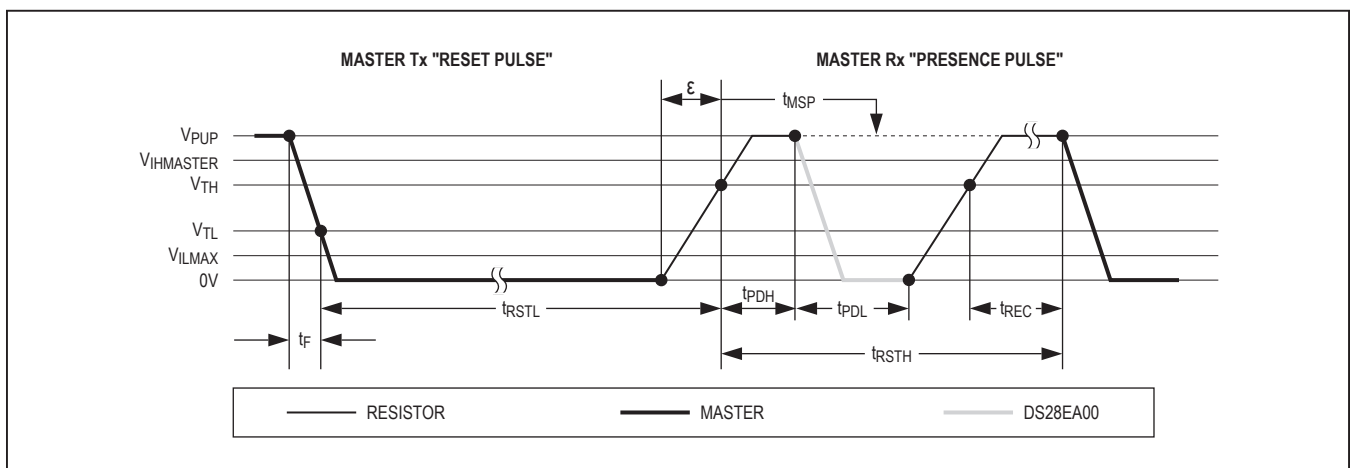 MASTER Tx "RESET PULSE" MASTER Rx "PRESENCE PULSE"
ε tMSP
VPUP
VIHMASTER
VTH
VTL
VILMAX
0V
tRSTL tPDH tPDL tREC
tF tRSTH
RESISTOR MASTER DS28EA00